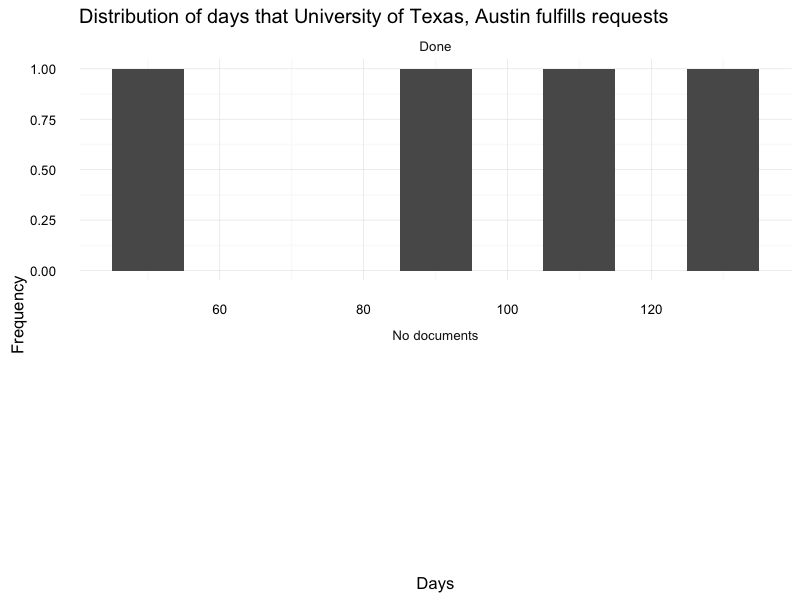 Distribution of days that University of Texas, Austin fulfills requests
Done
1.00
0.75
0.50
0.25
0.00
60 80 100 120
No documents
Frequency
Days